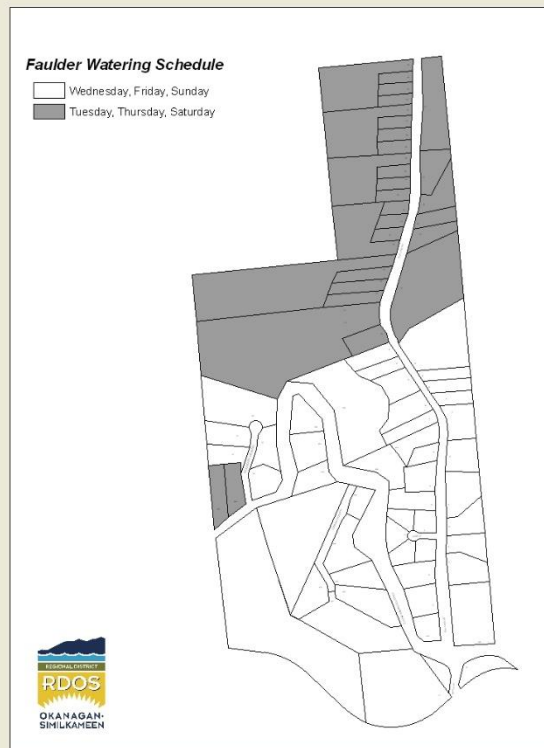 Faulder Watering Schedule
Wednesday, Friday, Sunday
Tuesday, Thursday, Saturday
REGIONAL DISTRICT
RDOS
OKANAGAN-
SIMILKAMEEN